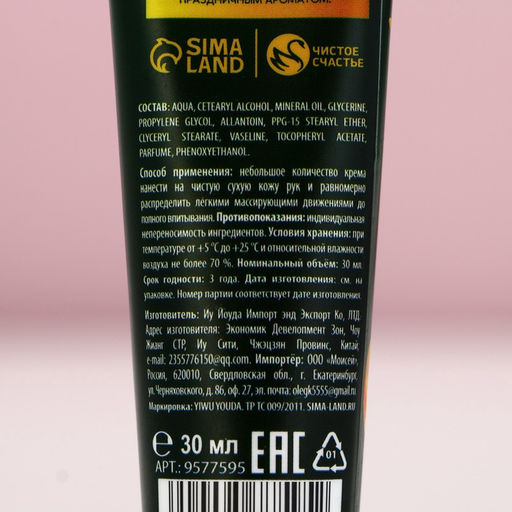 ПРАЗДНИЧНЫМ АРОМАТОМ.
SIMA LAND
ЧИСТОЕ СЧАСТЬЕ
СОСТАВ: AQUA, CETEARYL ALCOHOL, MINERAL OIL, GLYCERINE,
PROPYLENE GLYCOL, ALLANTOIN, PPG-15 STEARYL ETHER,
GLYCERYL STEARATE, VASELINE, TOCOPHERYL ACETATE,
PARFUME, PHENOXYETHANOL.
Способ применения: небольшое количество крема
нанести на чистую сухую кожу рук и равномерно
распределить лёгкими массирующими движениями до
полного впитывания. Противопоказания: индивидуальная
непереносимость ингредиентов. Условия хранения: при
температуре от +5 °C до +25 °C и относительной влажности
воздуха не более 70 %. Номинальный объём: 30 мл.
Срок годности: 3 года. Дата изготовления: см. на
упаковке. Номер партии соответствует дате изготовления.
Изготовитель: Иу Йоуда Импорт энд Экспорт Ко, ЛТД.
Адрес изготовителя: Экономик Девелопмент Зон, Чоу
Жианг СТР, Иу Сити, Чжэцзян Провинс, Китай,
e-mail: 2355776150@qq.com. Импортёр: ООО «Моисей»,
Россия, 620010, Свердловская обл., г. Екатеринбург,
ул. Черняховского, д. 86, оф. 27, эл. почта: olegk5555@gmail.ru
Маркировка: YIWU YOUDA. ТР ТС 009/2011. SIMA-LAND.RU
℮ 30 мл EAC 01
АРТ.: 9577595